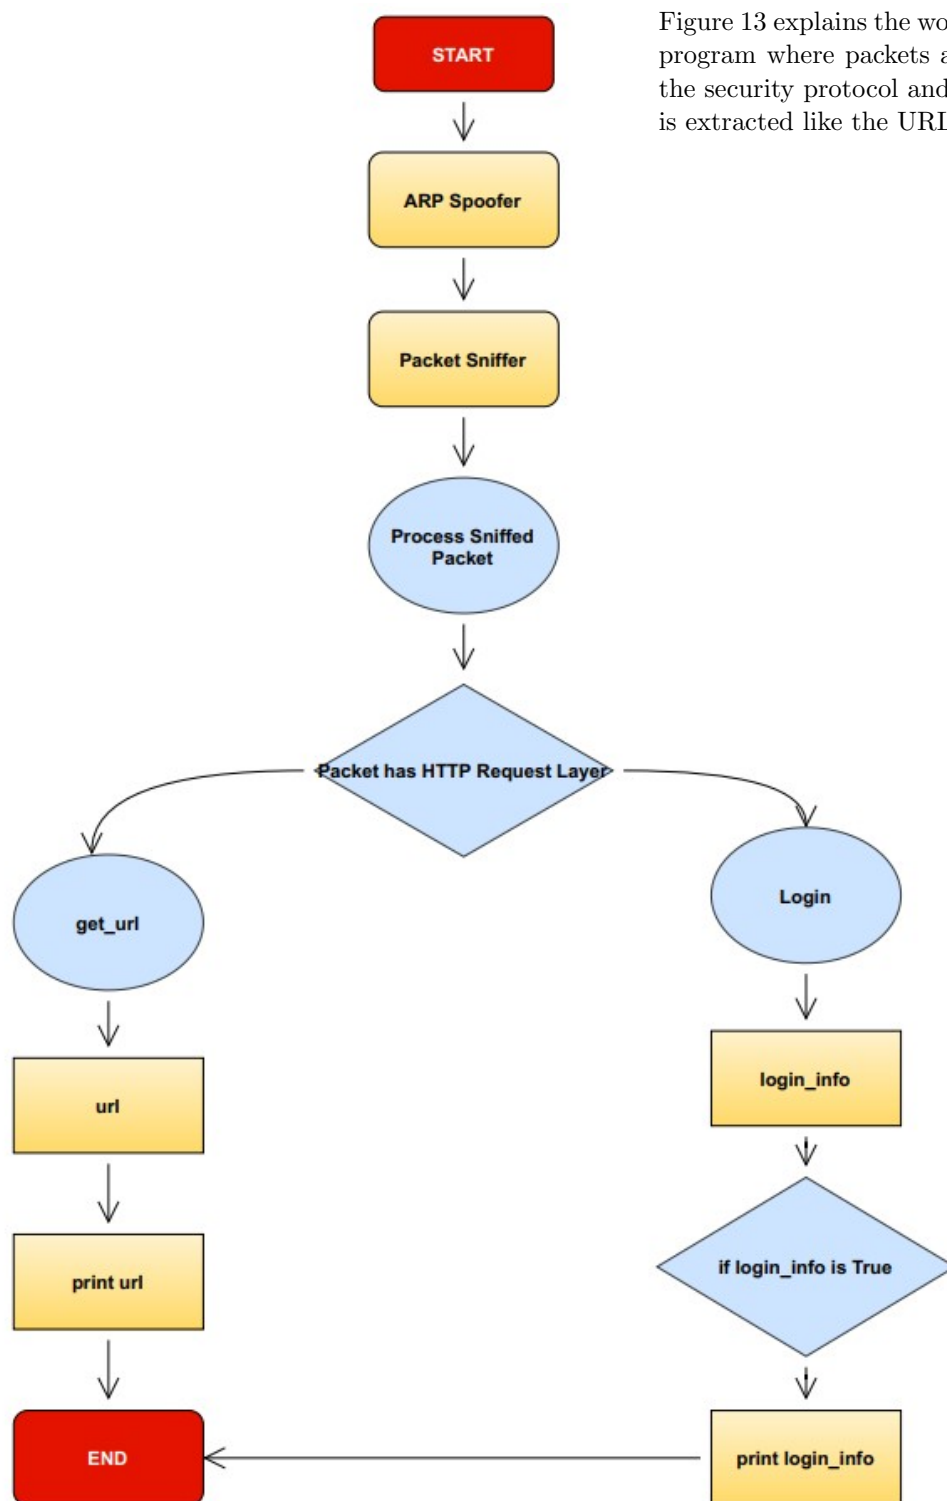 Figure 13 explains the wo
program where packets a
the security protocol and
is extracted like the URL
START
ARP Spoofer
Packet Sniffer
Process Sniffed
Packet
Packet has HTTP Request Layer
get_url
url
print url
Login
login_info
if login_info is True
print login_info
END